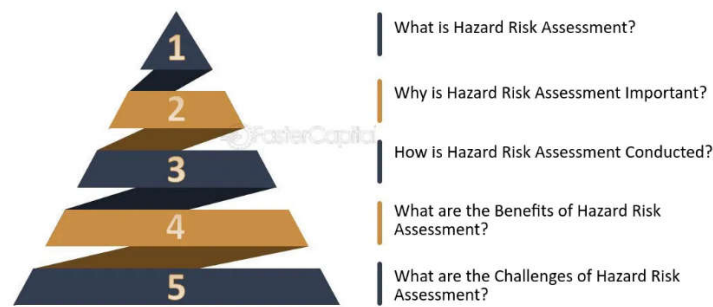 1
What is Hazard Risk Assessment?
2
Why is Hazard Risk Assessment Important?
FasterCapital
3
How is Hazard Risk Assessment Conducted?
4
What are the Benefits of Hazard Risk
Assessment?
5
What are the Challenges of Hazard Risk
Assessment?